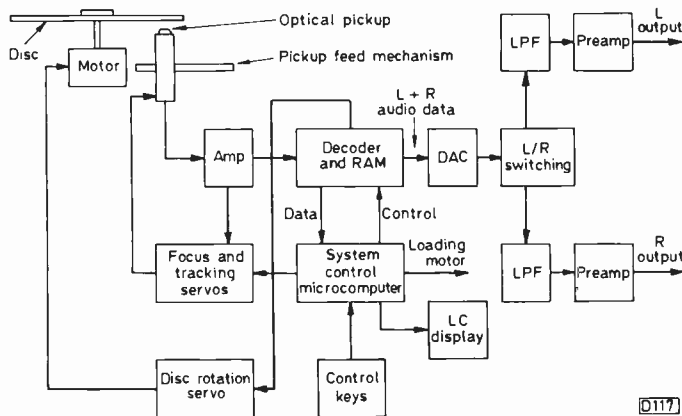 Optical pickup
Disc
Motor
Pickup feed mechanism
L
output
LPF
Preamp
L + R
audio data
Amp
Decoder
and RAM
DAC
L/R
switching
Data
Control
Focus and
tracking
servos
System
control
microcomputer
Loading
motor
LPF
Preamp
R
output
LC
display
Disc rotation
servo
Control
keys
D117